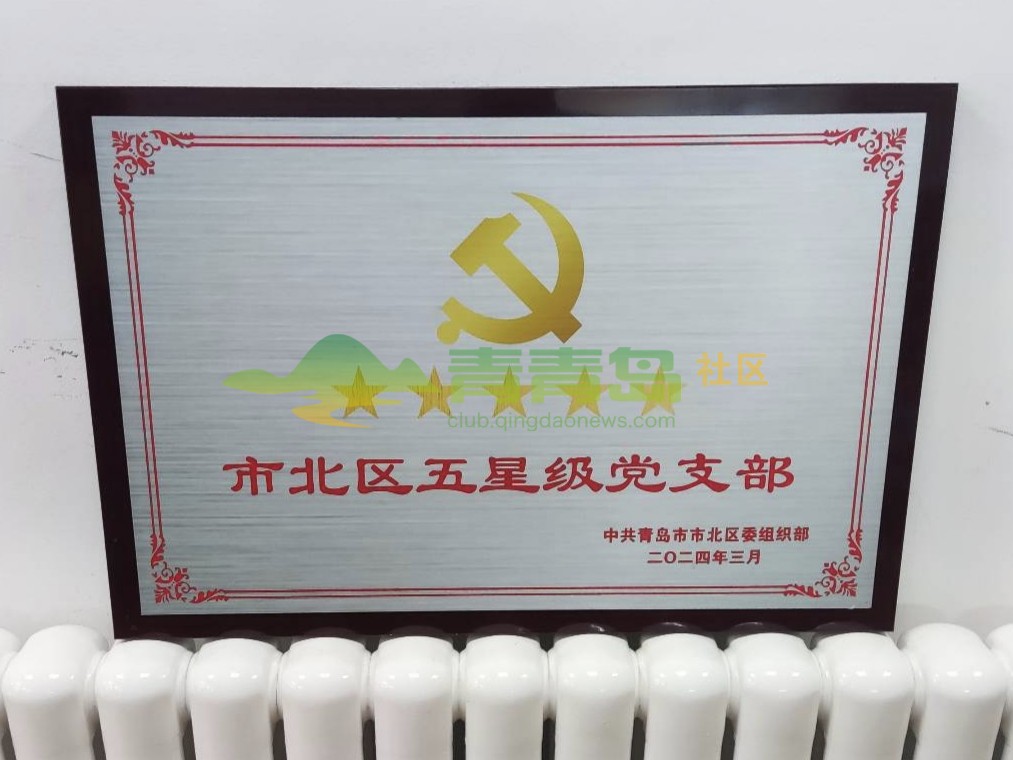 青青岛 社区
club.qingdaonews.com
市北区五星级党支部
中共青岛市市北区委组织部
二〇二四年三月